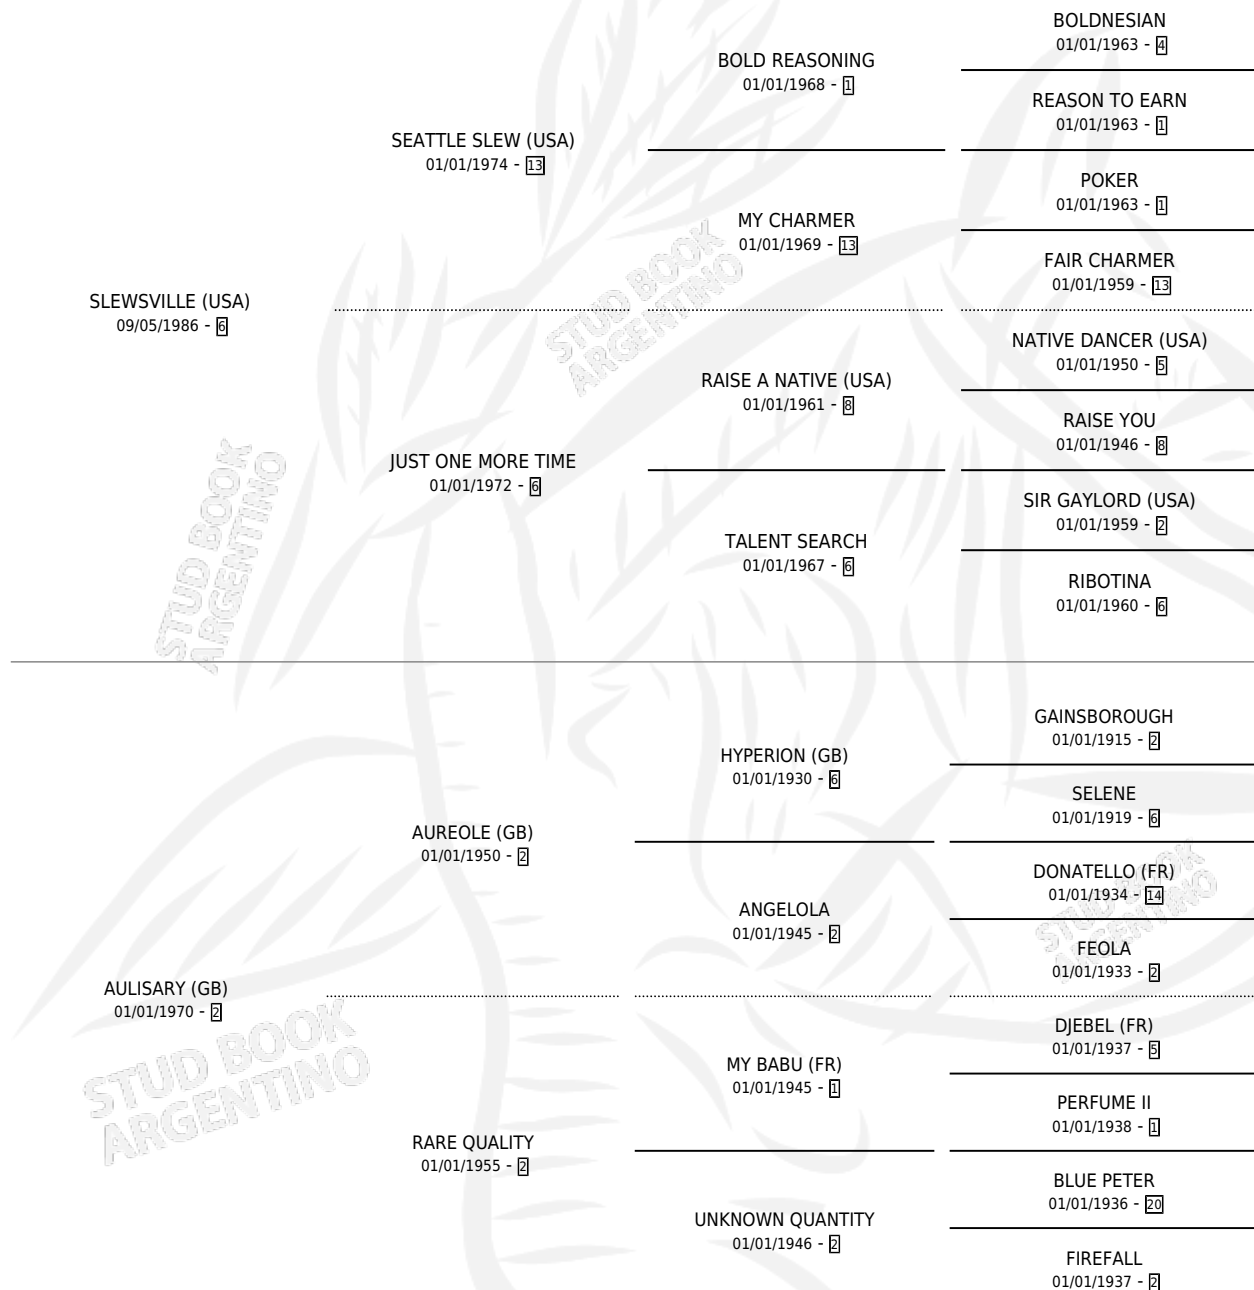 BOLDNESIAN
01/01/1963 - 4
BOLD REASONING
01/01/1968 - 1
REASON TO EARN
01/01/1963 - 1
SEATTLE SLEW (USA)
01/01/1974 - 13
POKER
01/01/1963 - 1
MY CHARMER
01/01/1969 - 13
FAIR CHARMER
01/01/1959 - 13
SLEWSVILLE (USA)
09/05/1986 - 6
NATIVE DANCER (USA)
01/01/1950 - 5
RAISE A NATIVE (USA)
01/01/1961 - 8
RAISE YOU
01/01/1946 - 8
JUST ONE MORE TIME
01/01/1972 - 6
SIR GAYLORD (USA)
01/01/1959 - 2
TALENT SEARCH
01/01/1967 - 6
RIBOTINA
01/01/1960 - 6
GAINSBOROUGH
01/01/1915 - 2
HYPERION (GB)
01/01/1930 - 6
SELENE
01/01/1919 - 6
AUREOLE (GB)
01/01/1950 - 2
DONATELLO (FR)
01/01/1934 - 14
ANGELOLA
01/01/1945 - 2
FEOLA
01/01/1933 - 2
AULISARY (GB)
01/01/1970 - 2
DJEBEL (FR)
01/01/1937 - 5
MY BABU (FR)
01/01/1945 - 1
PERFUME II
01/01/1938 - 1
RARE QUALITY
01/01/1955 - 2
BLUE PETER
01/01/1936 - 20
UNKNOWN QUANTITY
01/01/1946 - 2
FIREFALL
01/01/1937 - 2
STUD BOOK
ARGENTINO
STUD BOOK
ARGENTINO
STUD BOOK
ARGENTINO
STUD BOOK
ARGENTINO